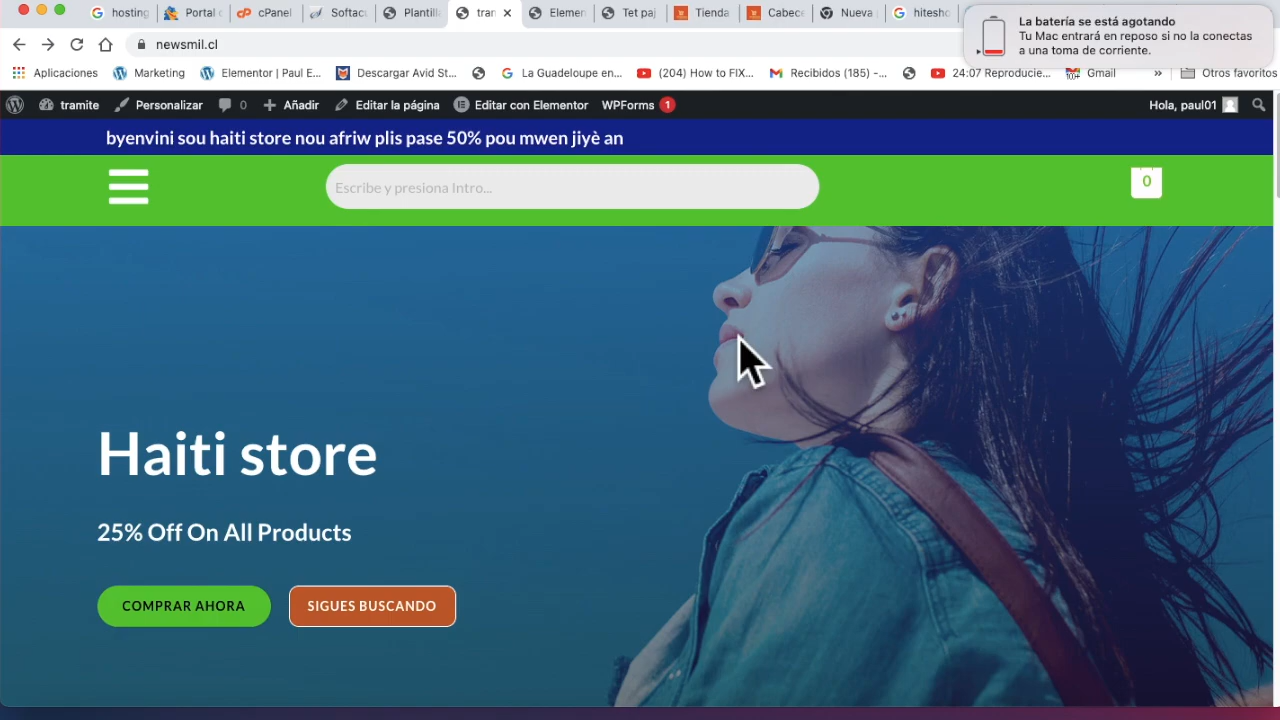 hosting
Portal
cPanel
Softac
Plantill
tran
Elemen
Tet paj
Tienda
Cabece
Nueva
hitesho
newsmil.cl
La batería se está agotando
Tu Mac entrará en reposo si no la conectas
a una toma de corriente.
Aplicaciones
Marketing
Elementor | Paul E...
Descargar Avid St...
La Guadeloupe en...
(204) How to FIX...
Recibidos (185) -...
24:07 Reproducie...
Gmail
»
Otros favoritos
tramite
Personalizar
0
Añadir
Editar la página
Editar con Elementor
WPForms 1
Hola, paul01
byenvini sou haiti store nou afriw plis pase 50% pou mwen jiyè an
Escribe y presiona Intro...
0
Haiti store
25% Off On All Products
COMPRAR AHORA
SIGUES BUSCANDO